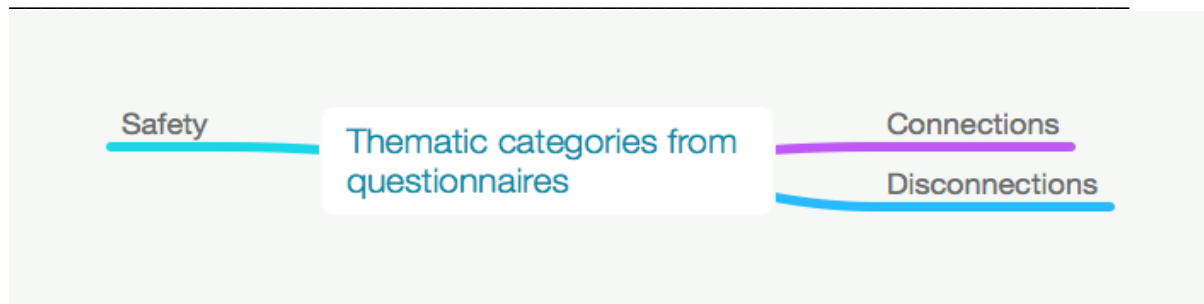 Safety
Thematic categories from
questionnaires
Connections
Disconnections